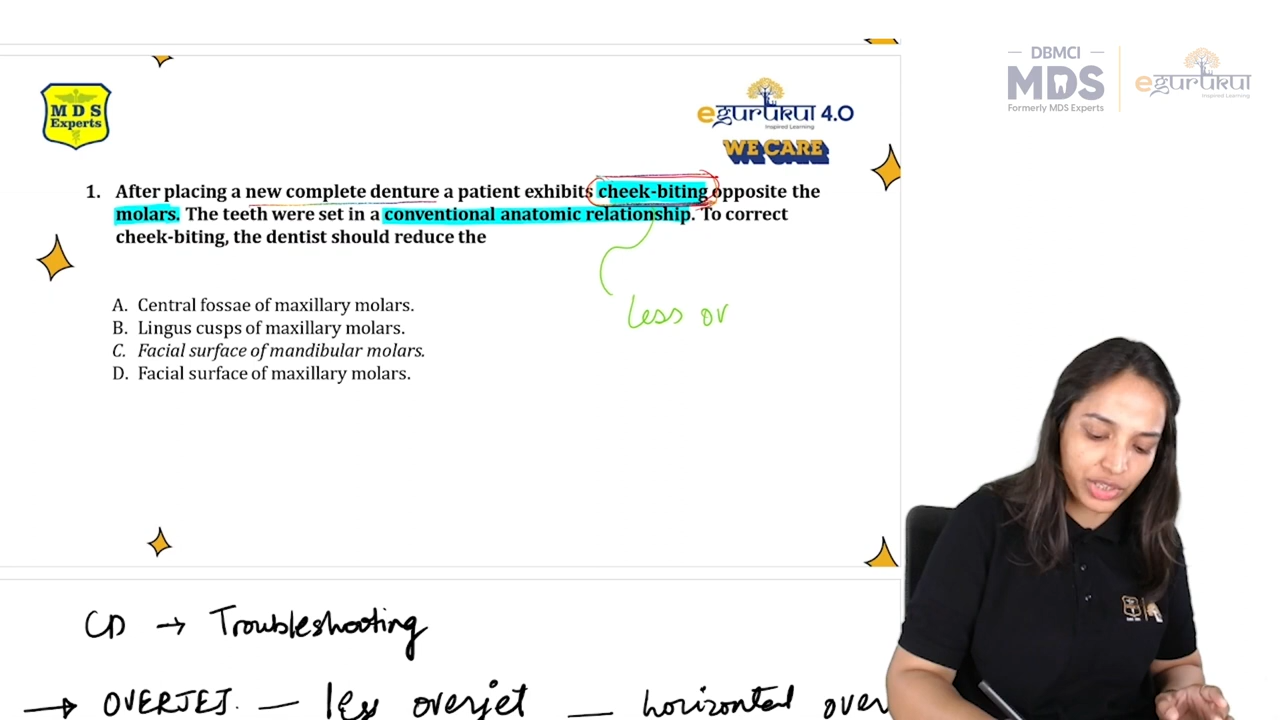 DBMCI
MDS
Formerly MDS Experts
egurukul
Inspired Learning
MDS
Experts
egurukul 4.0
Inspired Learning
WE CARE
1. After placing a new complete denture a patient exhibits cheek-biting opposite the
molars. The teeth were set in a conventional anatomic relationship. To correct
cheek-biting, the dentist should reduce the
less ov
A. Central fossae of maxillary molars.
B. Lingus cusps of maxillary molars.
C. Facial surface of mandibular molars.
D. Facial surface of maxillary molars.
CD → Troubleshooting
→ OVERJET. — less overjet — horizontal over